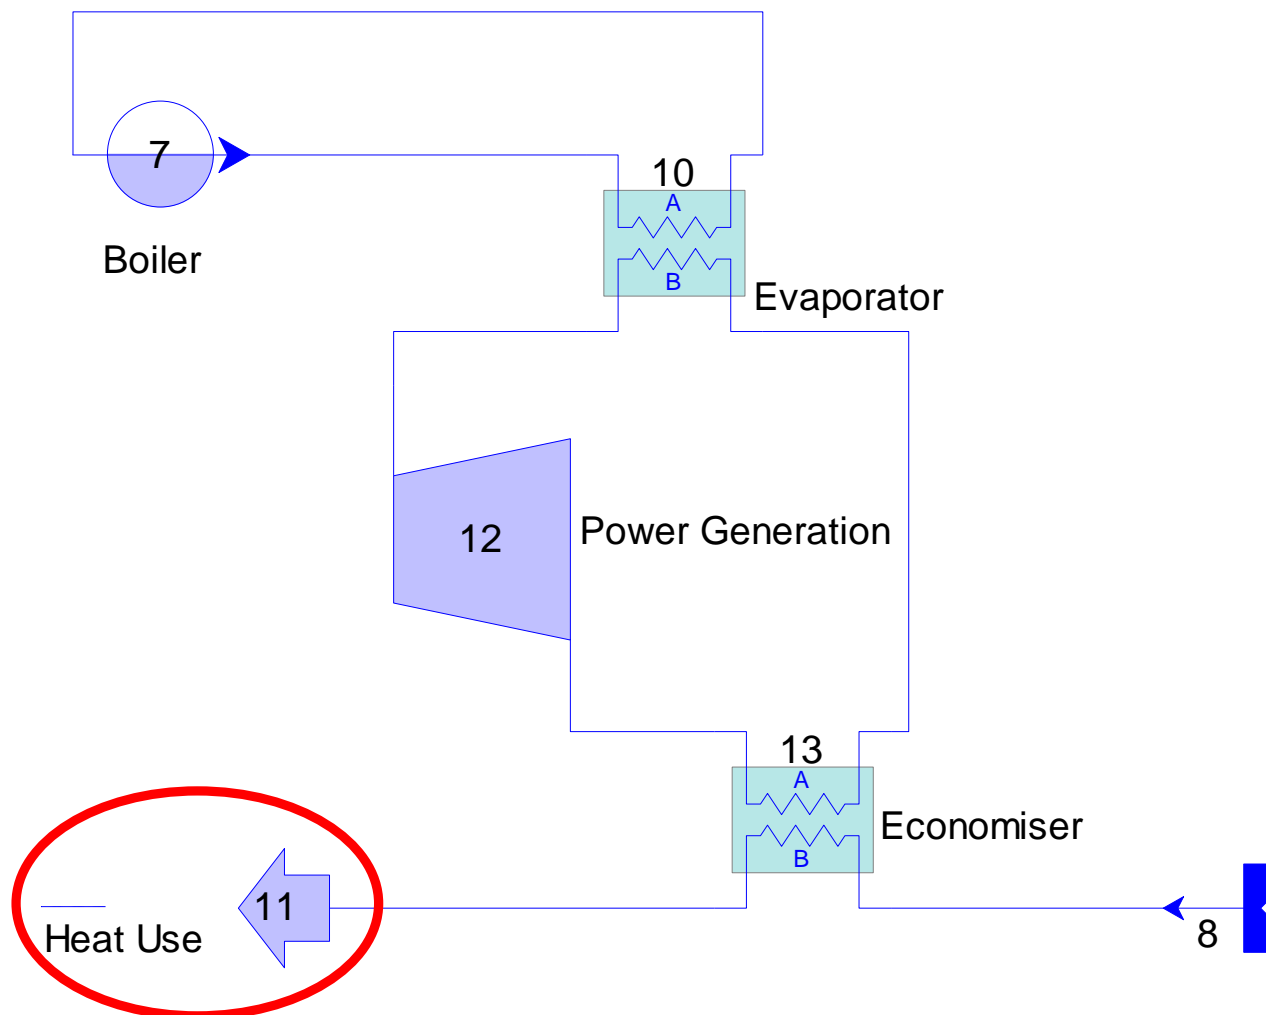 7
10
A
Boiler
B
Evaporator
12
Power Generation
13
A
Economiser
B
11
Heat Use
8